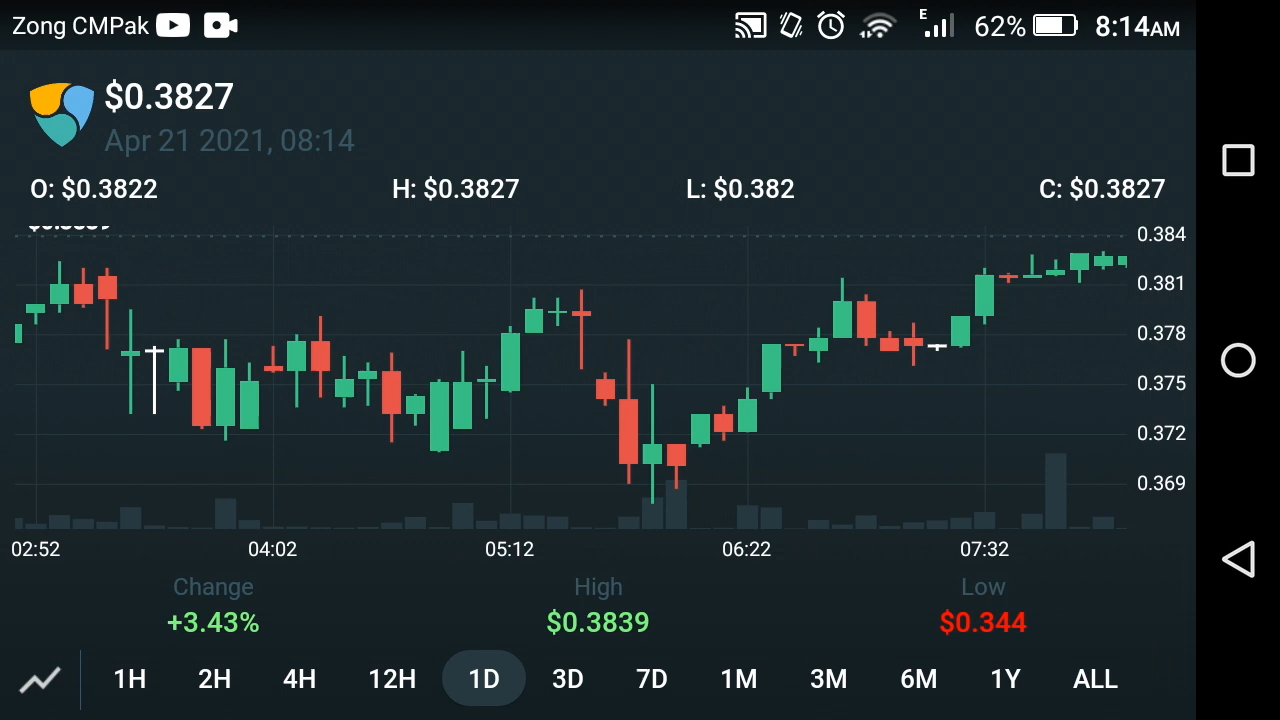 Zong CMPak E 62% 8:14AM
$0.3827
Apr 21 2021, 08:14
O: $0.3822 H: $0.3827 L: $0.382 C: $0.3827
0.384
0.381
0.378
0.375
0.372
0.369
02:52 04:02 05:12 06:22 07:32
Change High Low
+3.43% $0.3839 $0.344
1H 2H 4H 12H 1D 3D 7D 1M 3M 6M 1Y ALL